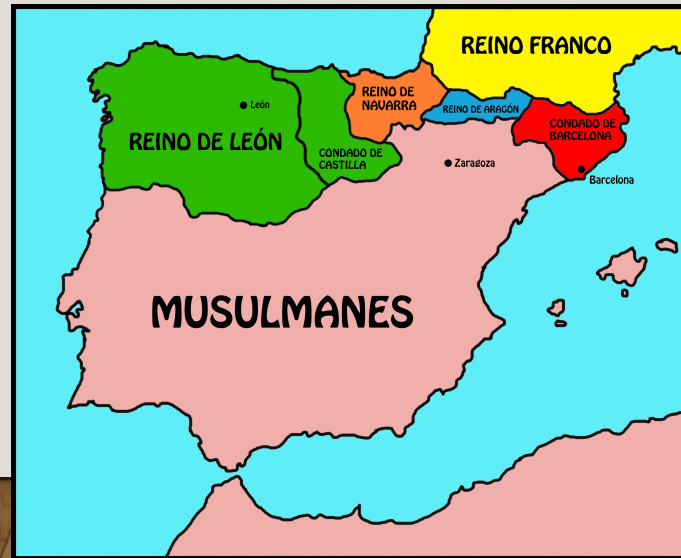 REINO FRANCO
REINO DE
NAVARRA
León
REINO DE ARAGÓN
CONDADO DE
BARCELONA
REINO DE LEÓN
CONDADO DE
CASTILLA
Zaragoza
Barcelona
MUSULMANES